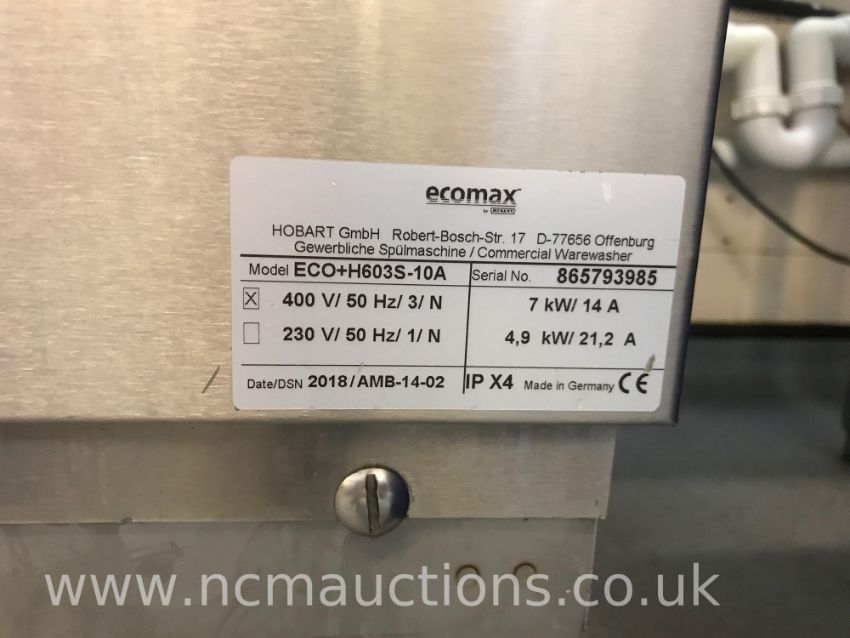 ecomax
by HOBART
HOBART GmbH Robert-Bosch-Str. 17 D-77656 Offenburg
Gewerbliche Spülmaschine / Commercial Warewasher
Model ECO+H603S-10A Serial No. 865793985
X 400 V/ 50 Hz/ 3/ N 7 kW/ 14 A
230 V/ 50 Hz/ 1/ N 4,9 kW/ 21,2 A
Date/DSN 2018/AMB-14-02 IP X4 Made in Germany CE
www.ncmauctions.co.uk